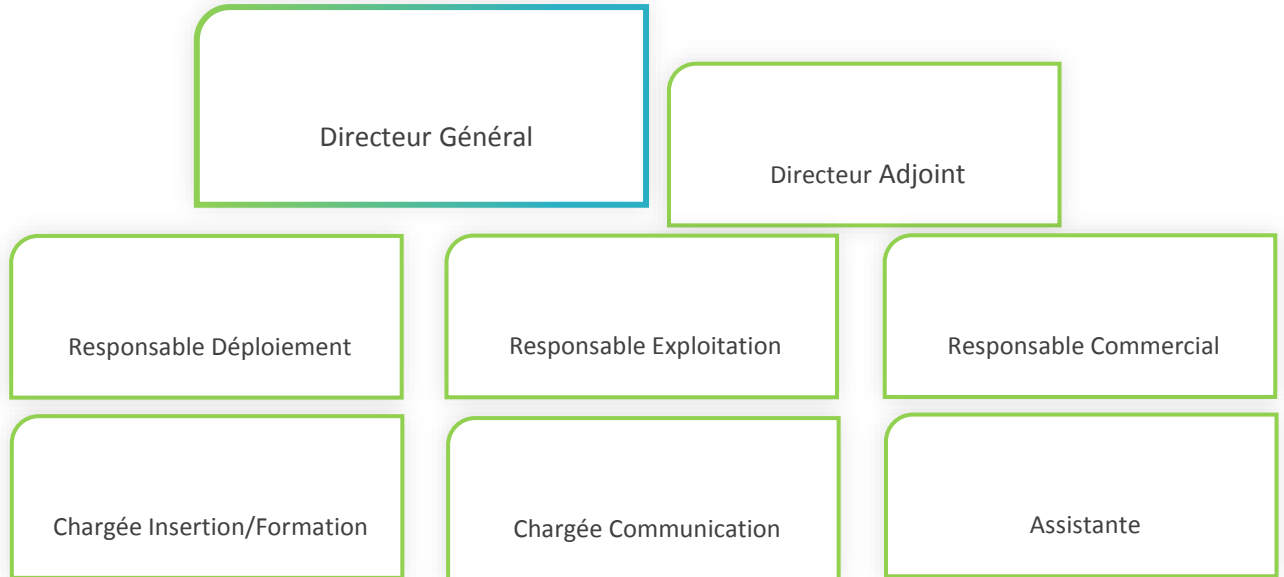 Directeur Général
Directeur Adjoint
Responsable Déploiement
Responsable Exploitation
Responsable Commercial
Chargée Insertion/Formation
Chargée Communication
Assistante